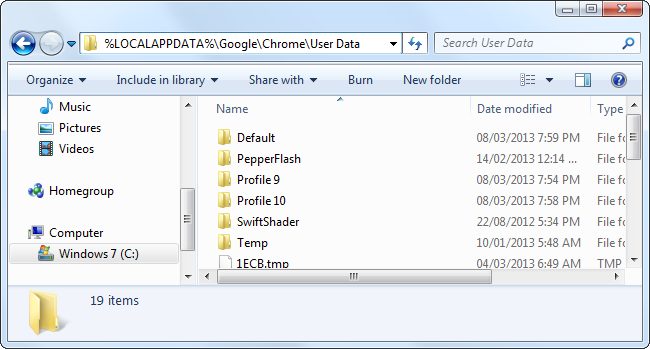 %LOCALAPPDATA%\Google\Chrome\User Data
Search User Data
Organize Include in library Share with Burn New folder
Music
Pictures
Videos
Homegroup
Computer
Windows 7 (C:)
Name Date modified Type
Default 08/03/2013 7:59 PM File fo
PepperFlash 14/02/2013 12:14 ... File fo
Profile 9 08/03/2013 7:54 PM File fo
Profile 10 08/03/2013 7:58 PM File fo
SwiftShader 22/08/2012 5:34 PM File fo
Temp 10/01/2013 5:48 AM File fo
1ECB.tmp 04/03/2013 6:49 AM TMP
19 items